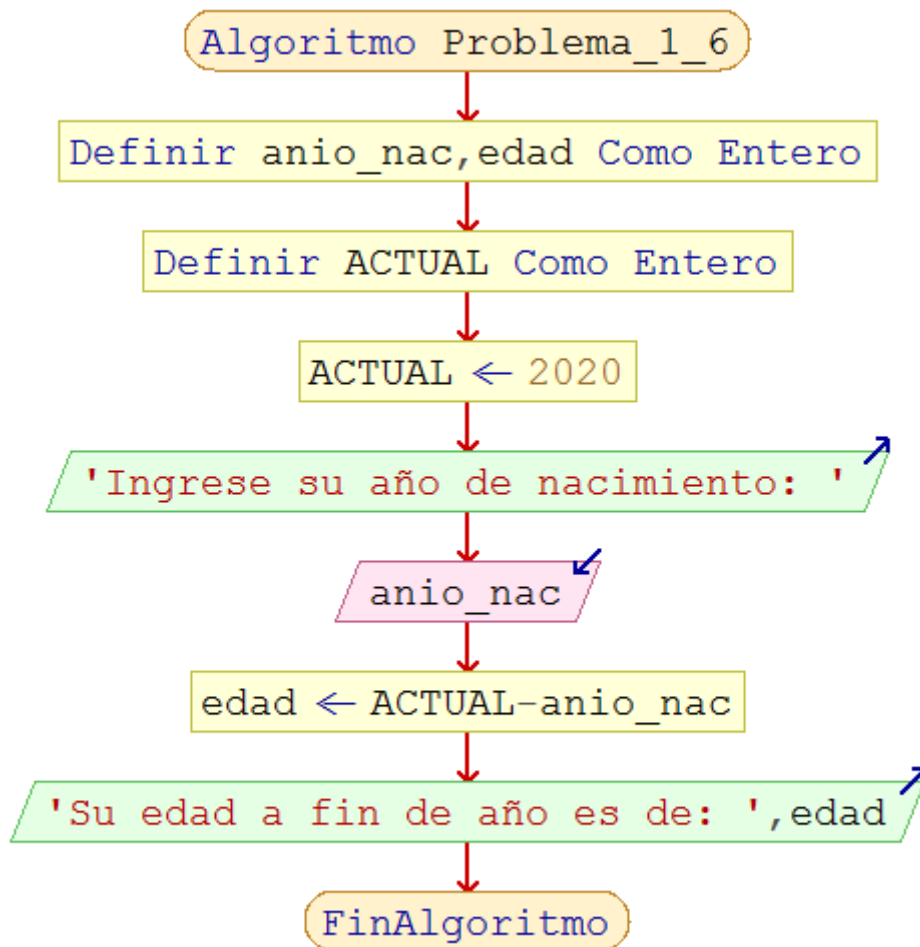 Algoritmo Problema_1_6
Definir anio_nac,edad Como Entero
Definir ACTUAL Como Entero
ACTUAL ← 2020
'Ingrese su año de nacimiento: '
anio_nac
edad ← ACTUAL-anio_nac
'Su edad a fin de año es de: ',edad
FinAlgoritmo